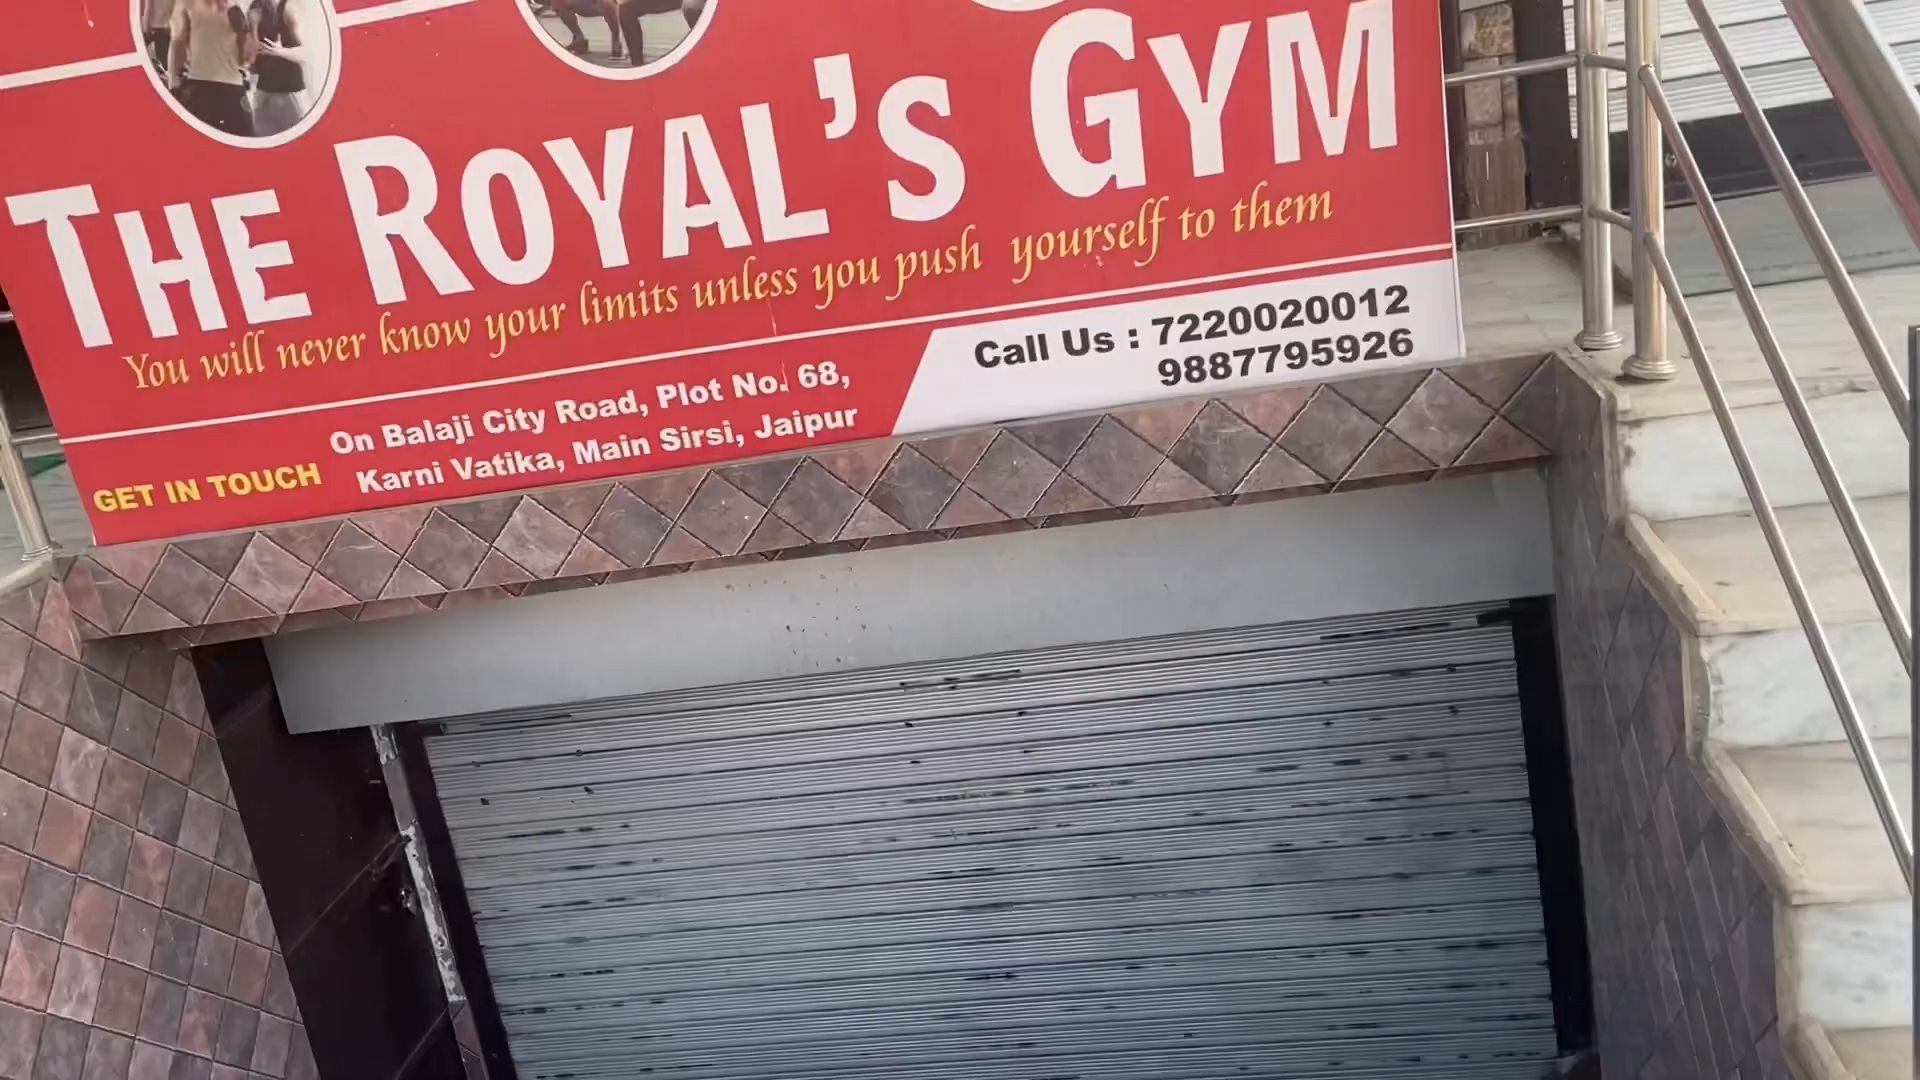 THE ROYAL'S GYM
You will never know your limits unless you push yourself to them
GET IN TOUCH
On Balaji City Road, Plot No. 68,
Karni Vatika, Main Sirsi, Jaipur
Call Us : 7220020012
9887795926